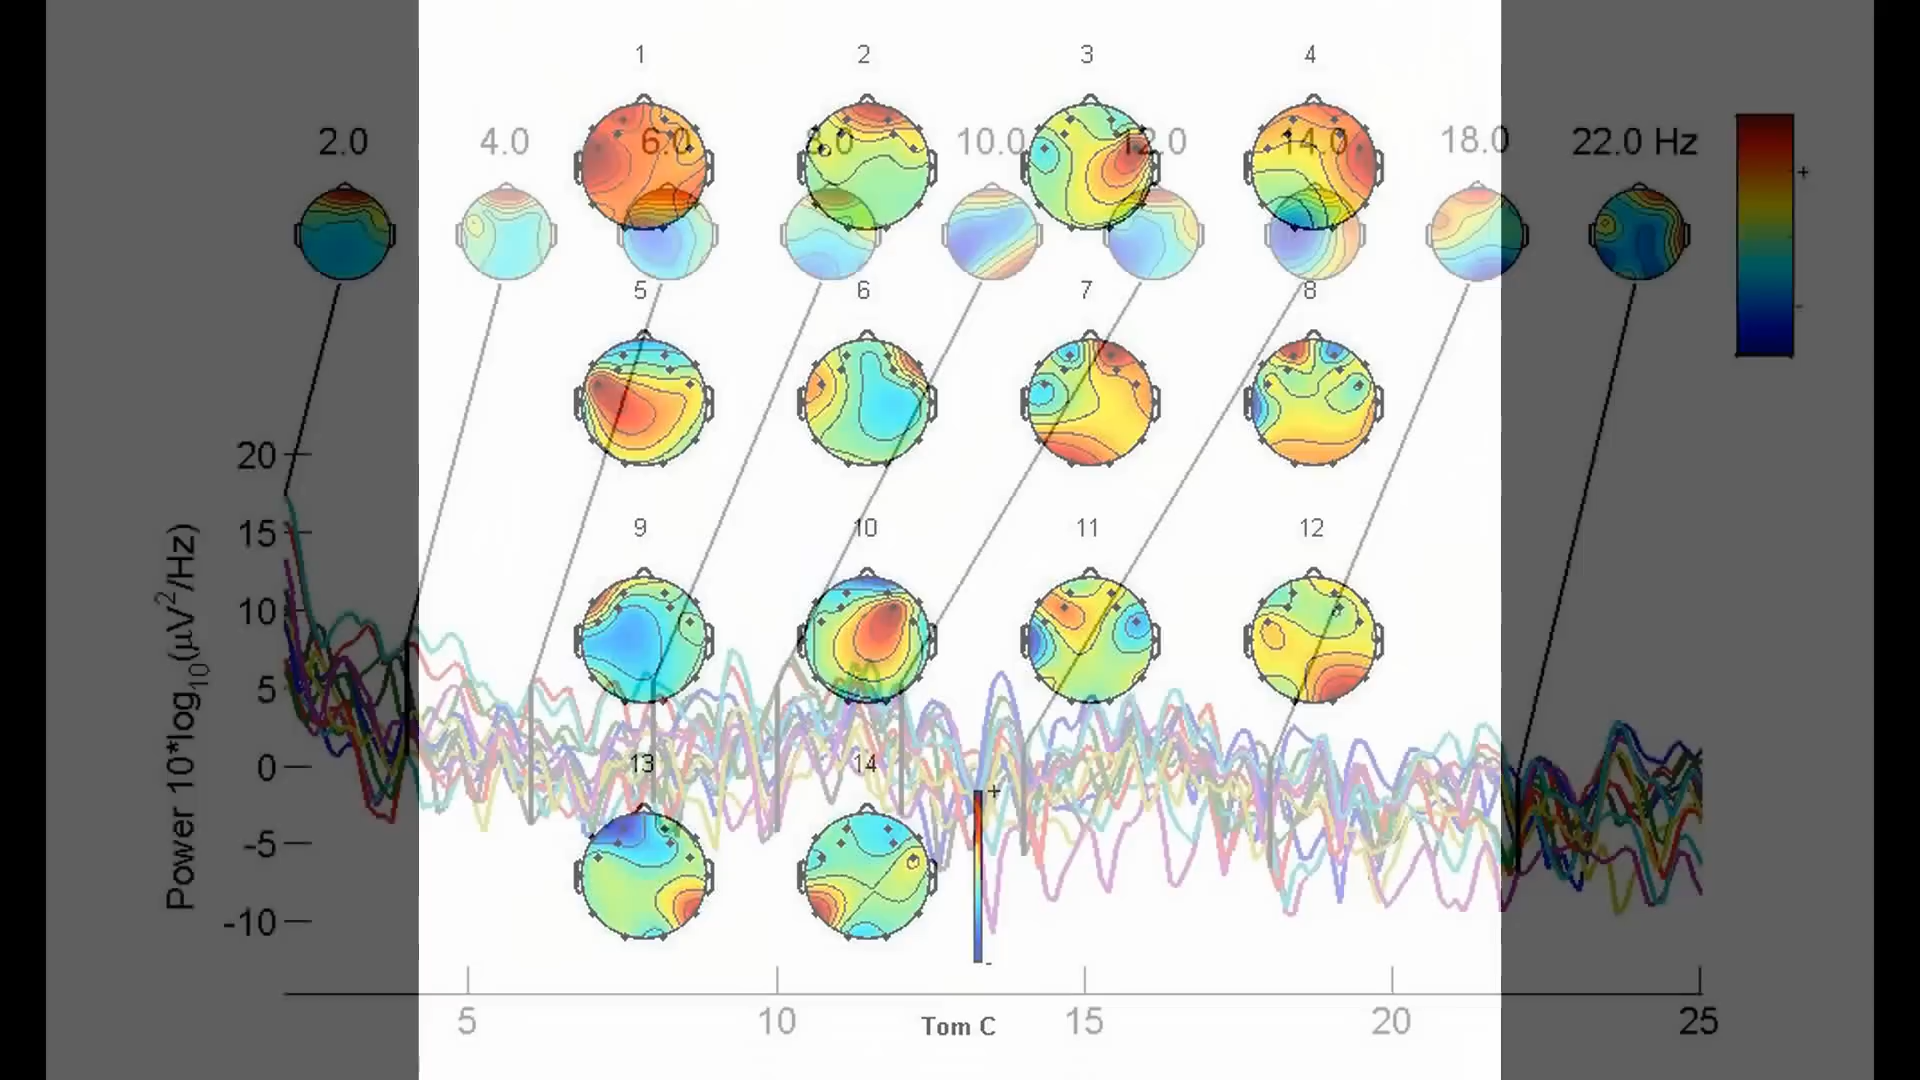 1 2 3 4
2.0 4.0 6.0 8.0 10.0 12.0 14.0 18.0 22.0 Hz
+
-
5 6 7 8
20
15
10
5
0
-5
-10
Power 10*log10(μV2/Hz)
9 10 11 12
13 14
+
-
5 10 15 20 25
Tom C